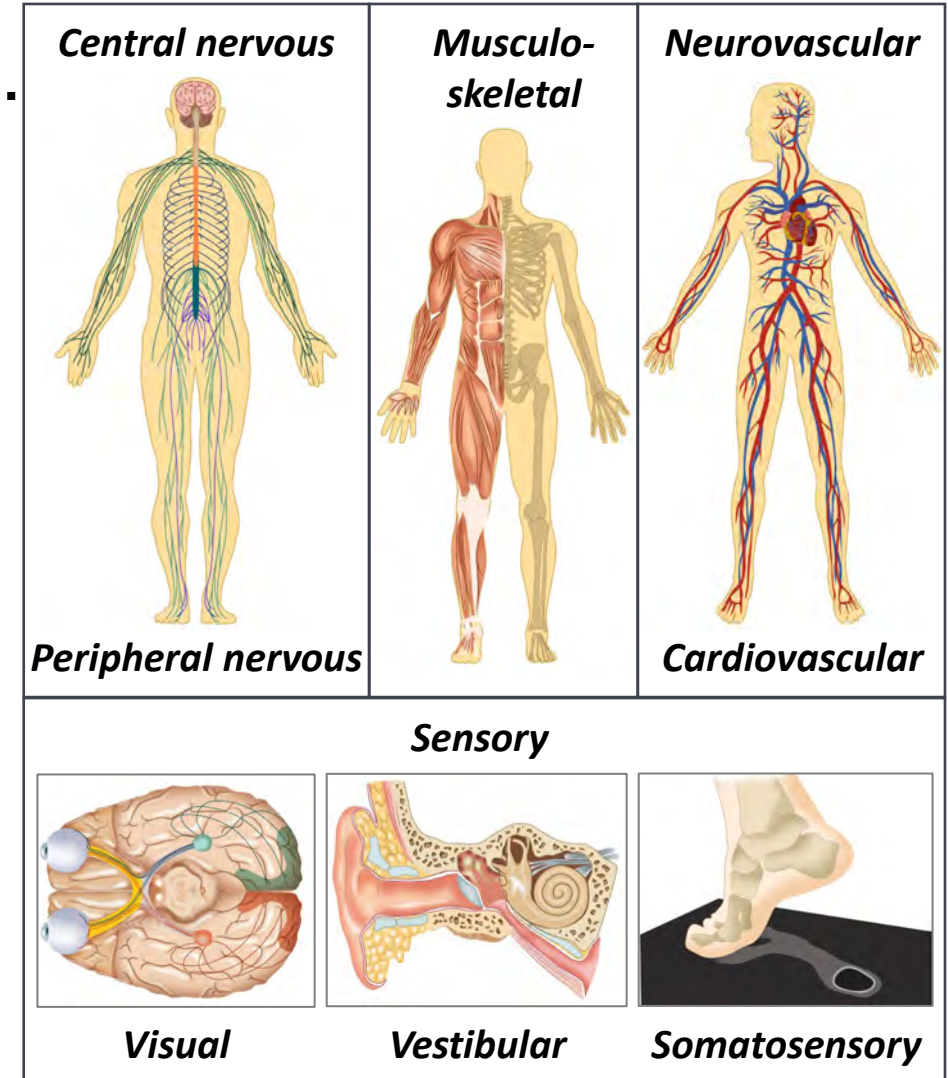 Central nervous
Peripheral nervous
Musculo-
skeletal
Neurovascular
Cardiovascular
Sensory
Visual
Vestibular
Somatosensory